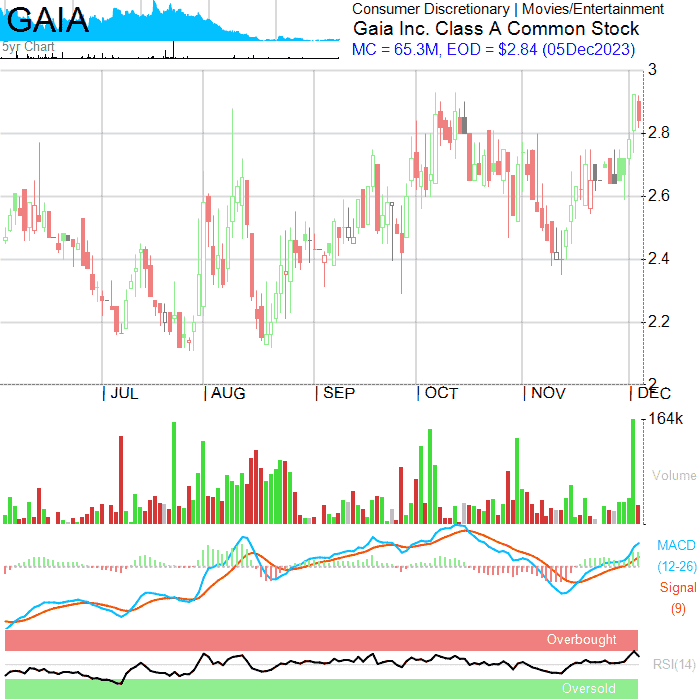 GAIA
5yr Chart
Consumer Discretionary | Movies/Entertainment
Gaia Inc. Class A Common Stock
MC = 65.3M, EOD = $2.84 (05Dec2023)
3
2.8
2.6
2.4
2.2
2
| JUL | AUG | SEP | OCT | NOV | DEC
164k
Volume
MACD
(12-26)
Signal
(9)
Overbought
RSI(14)
Oversold